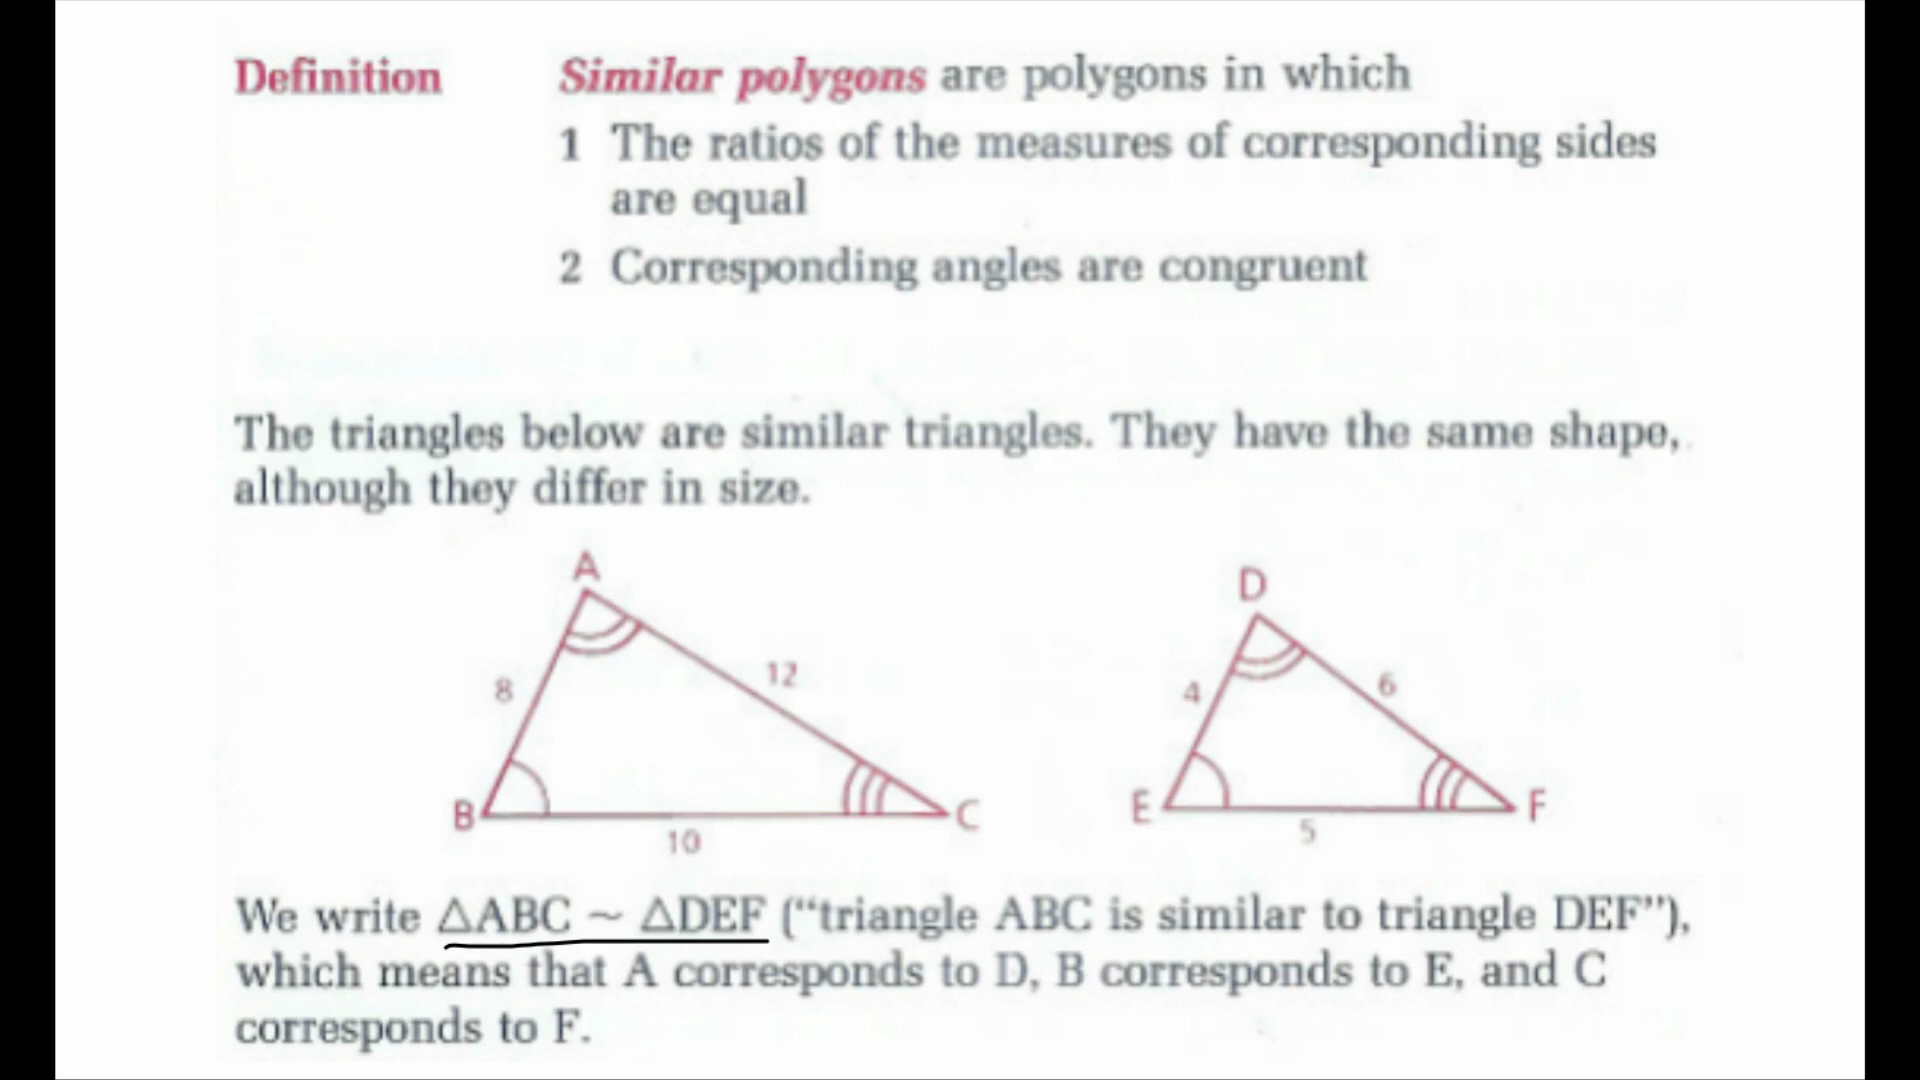 Definition Similar polygons are polygons in which
1 The ratios of the measures of corresponding sides
are equal
2 Corresponding angles are congruent
The triangles below are similar triangles. They have the same shape,
although they differ in size.
A
D
8
12
4
6
B
C
E
F
10
5
We write △ABC ~ △DEF (“triangle ABC is similar to triangle DEF”),
which means that A corresponds to D, B corresponds to E, and C
corresponds to F.